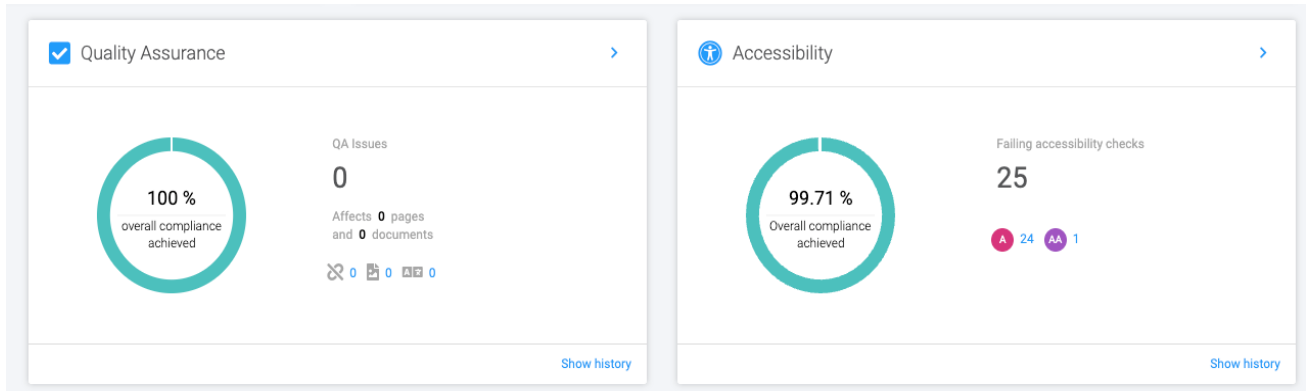 Quality Assurance
100 %
overall compliance
achieved
QA Issues
0
Affects 0 pages
and 0 documents
0 0 0
Show history
Accessibility
99.71 %
Overall compliance
achieved
Failing accessibility checks
25
A 24 AA 1
Show history